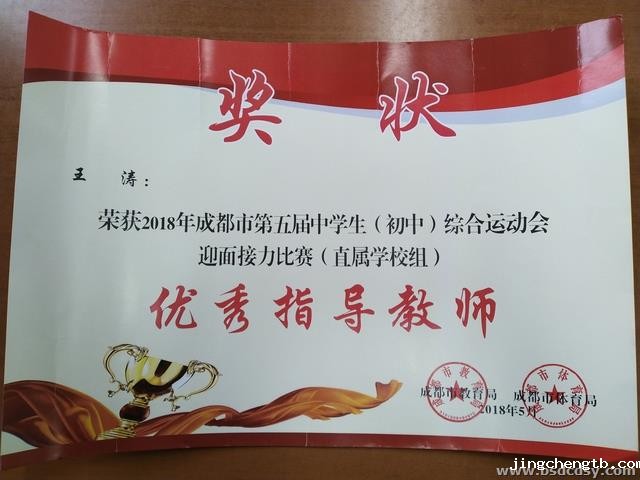 奖 状
王 涛：
荣获2018年成都市第五届中学生（初中）综合运动会
迎面接力比赛（直属学校组）
优秀指导教师
成都市教育局 成都市体育局
2018年5月
jingchengtb.com